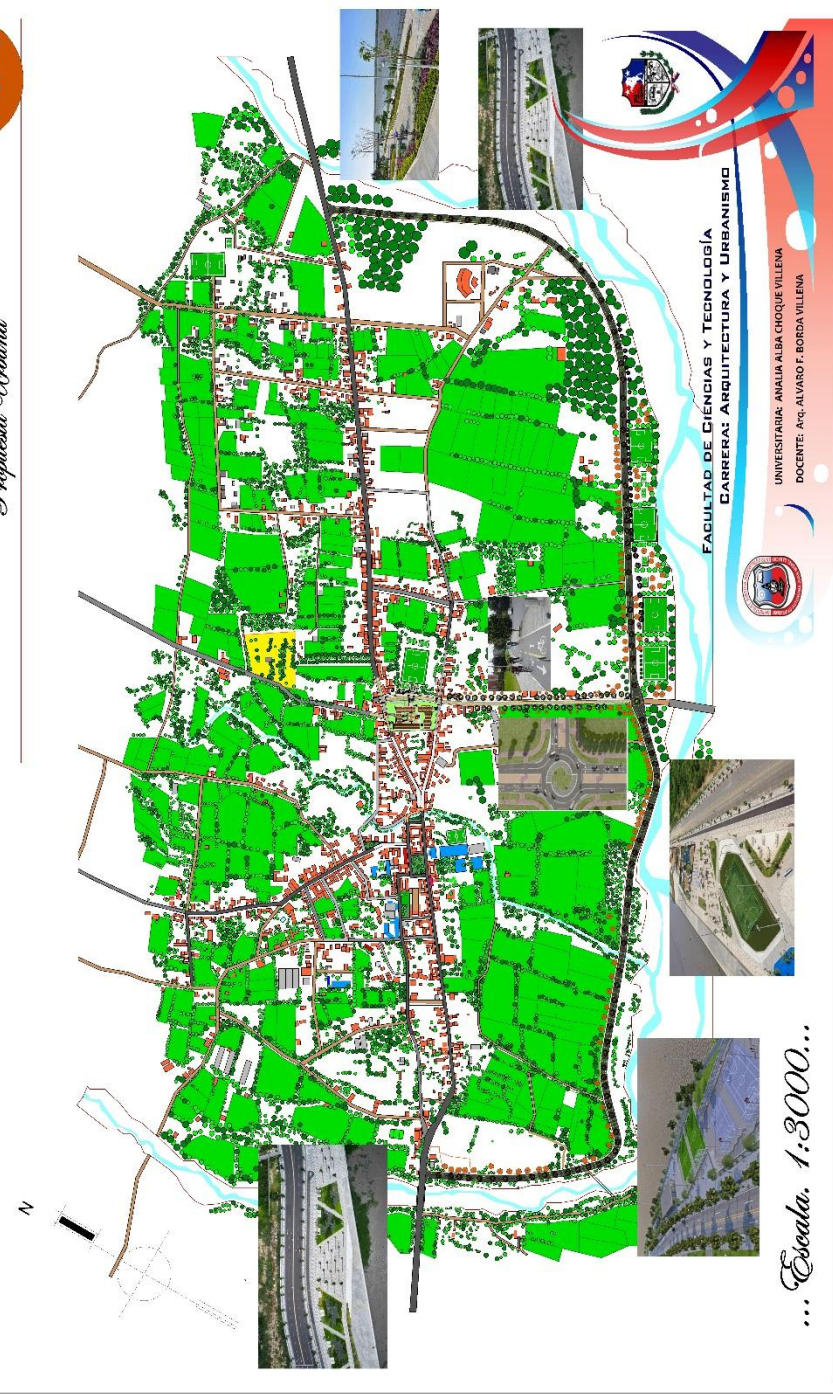 Propuesta Urbana
N
FACULTAD DE CIENCIAS Y TECNOLOGÍA
CARRERA: ARQUITECTURA Y URBANISMO
UNIVERSITARIA: ANALIA ALBA CHOQUE VILLENA
DOCENTE: Arq. ALVARO F. BORDA VILLENA
... Escala. 1:3000...